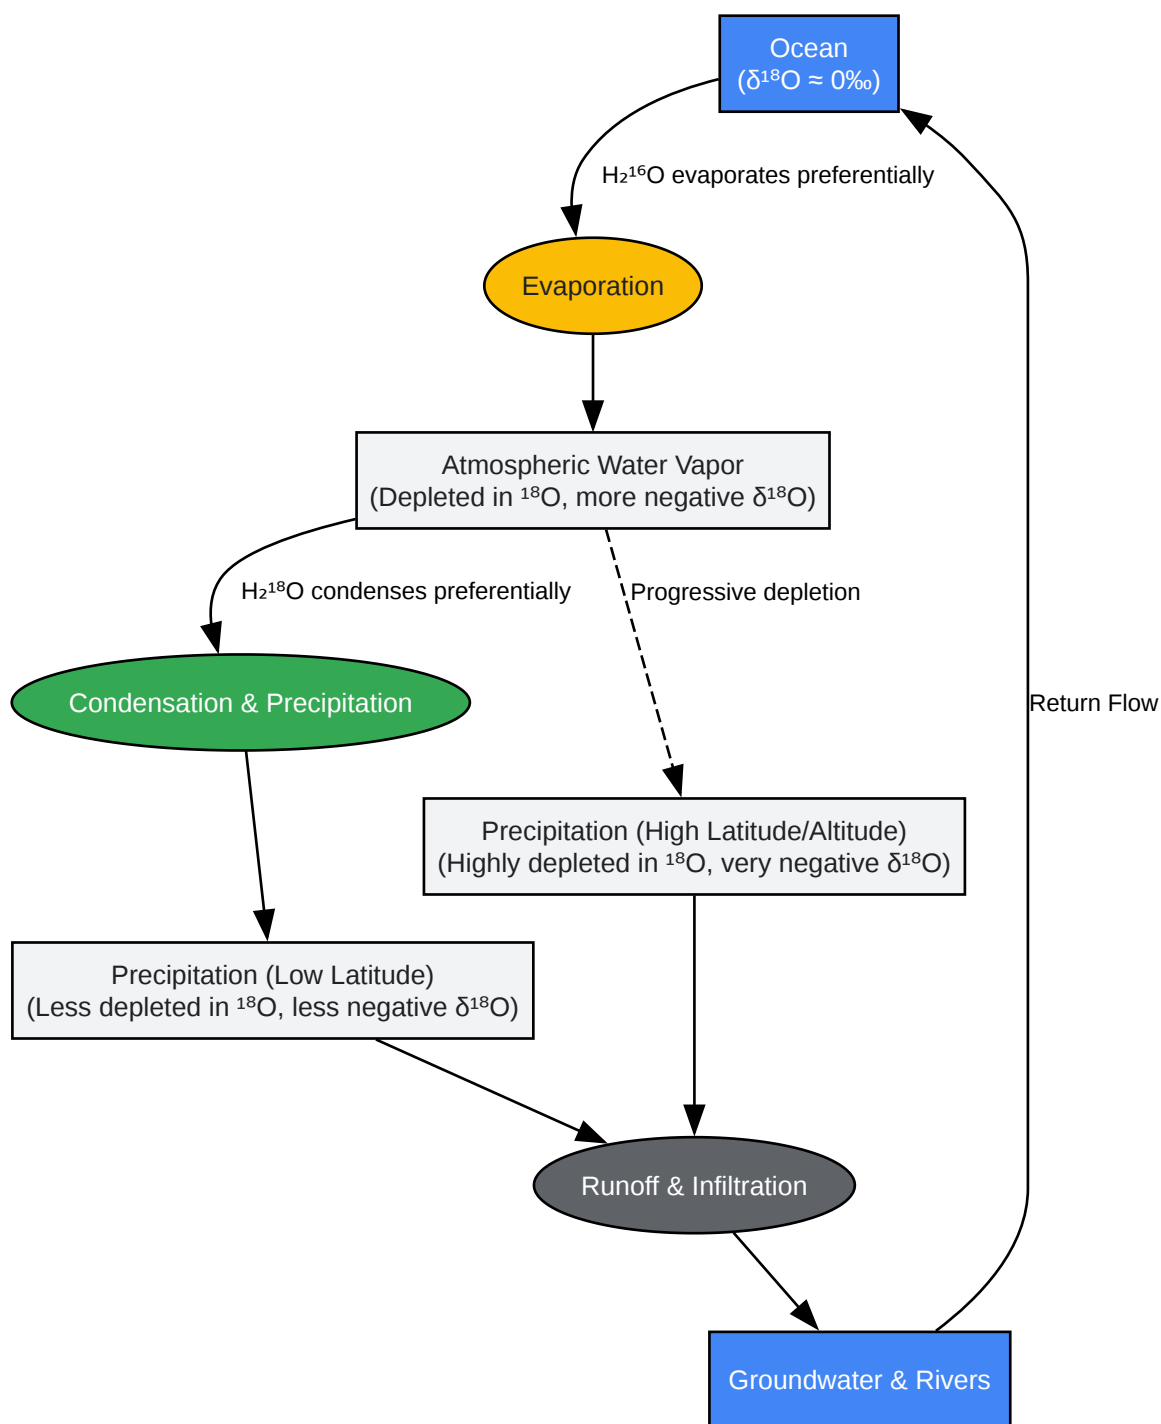 Ocean
(δ¹⁸O ≈ 0‰)
H₂¹⁶O evaporates preferentially
Evaporation
Atmospheric Water Vapor
(Depleted in ¹⁸O, more negative δ¹⁸O)
H₂¹⁸O condenses preferentially
Progressive depletion
Condensation & Precipitation
Return Flow
Precipitation (High Latitude/Altitude)
(Highly depleted in ¹⁸O, very negative δ¹⁸O)
Precipitation (Low Latitude)
(Less depleted in ¹⁸O, less negative δ¹⁸O)
Runoff & Infiltration
Groundwater & Rivers